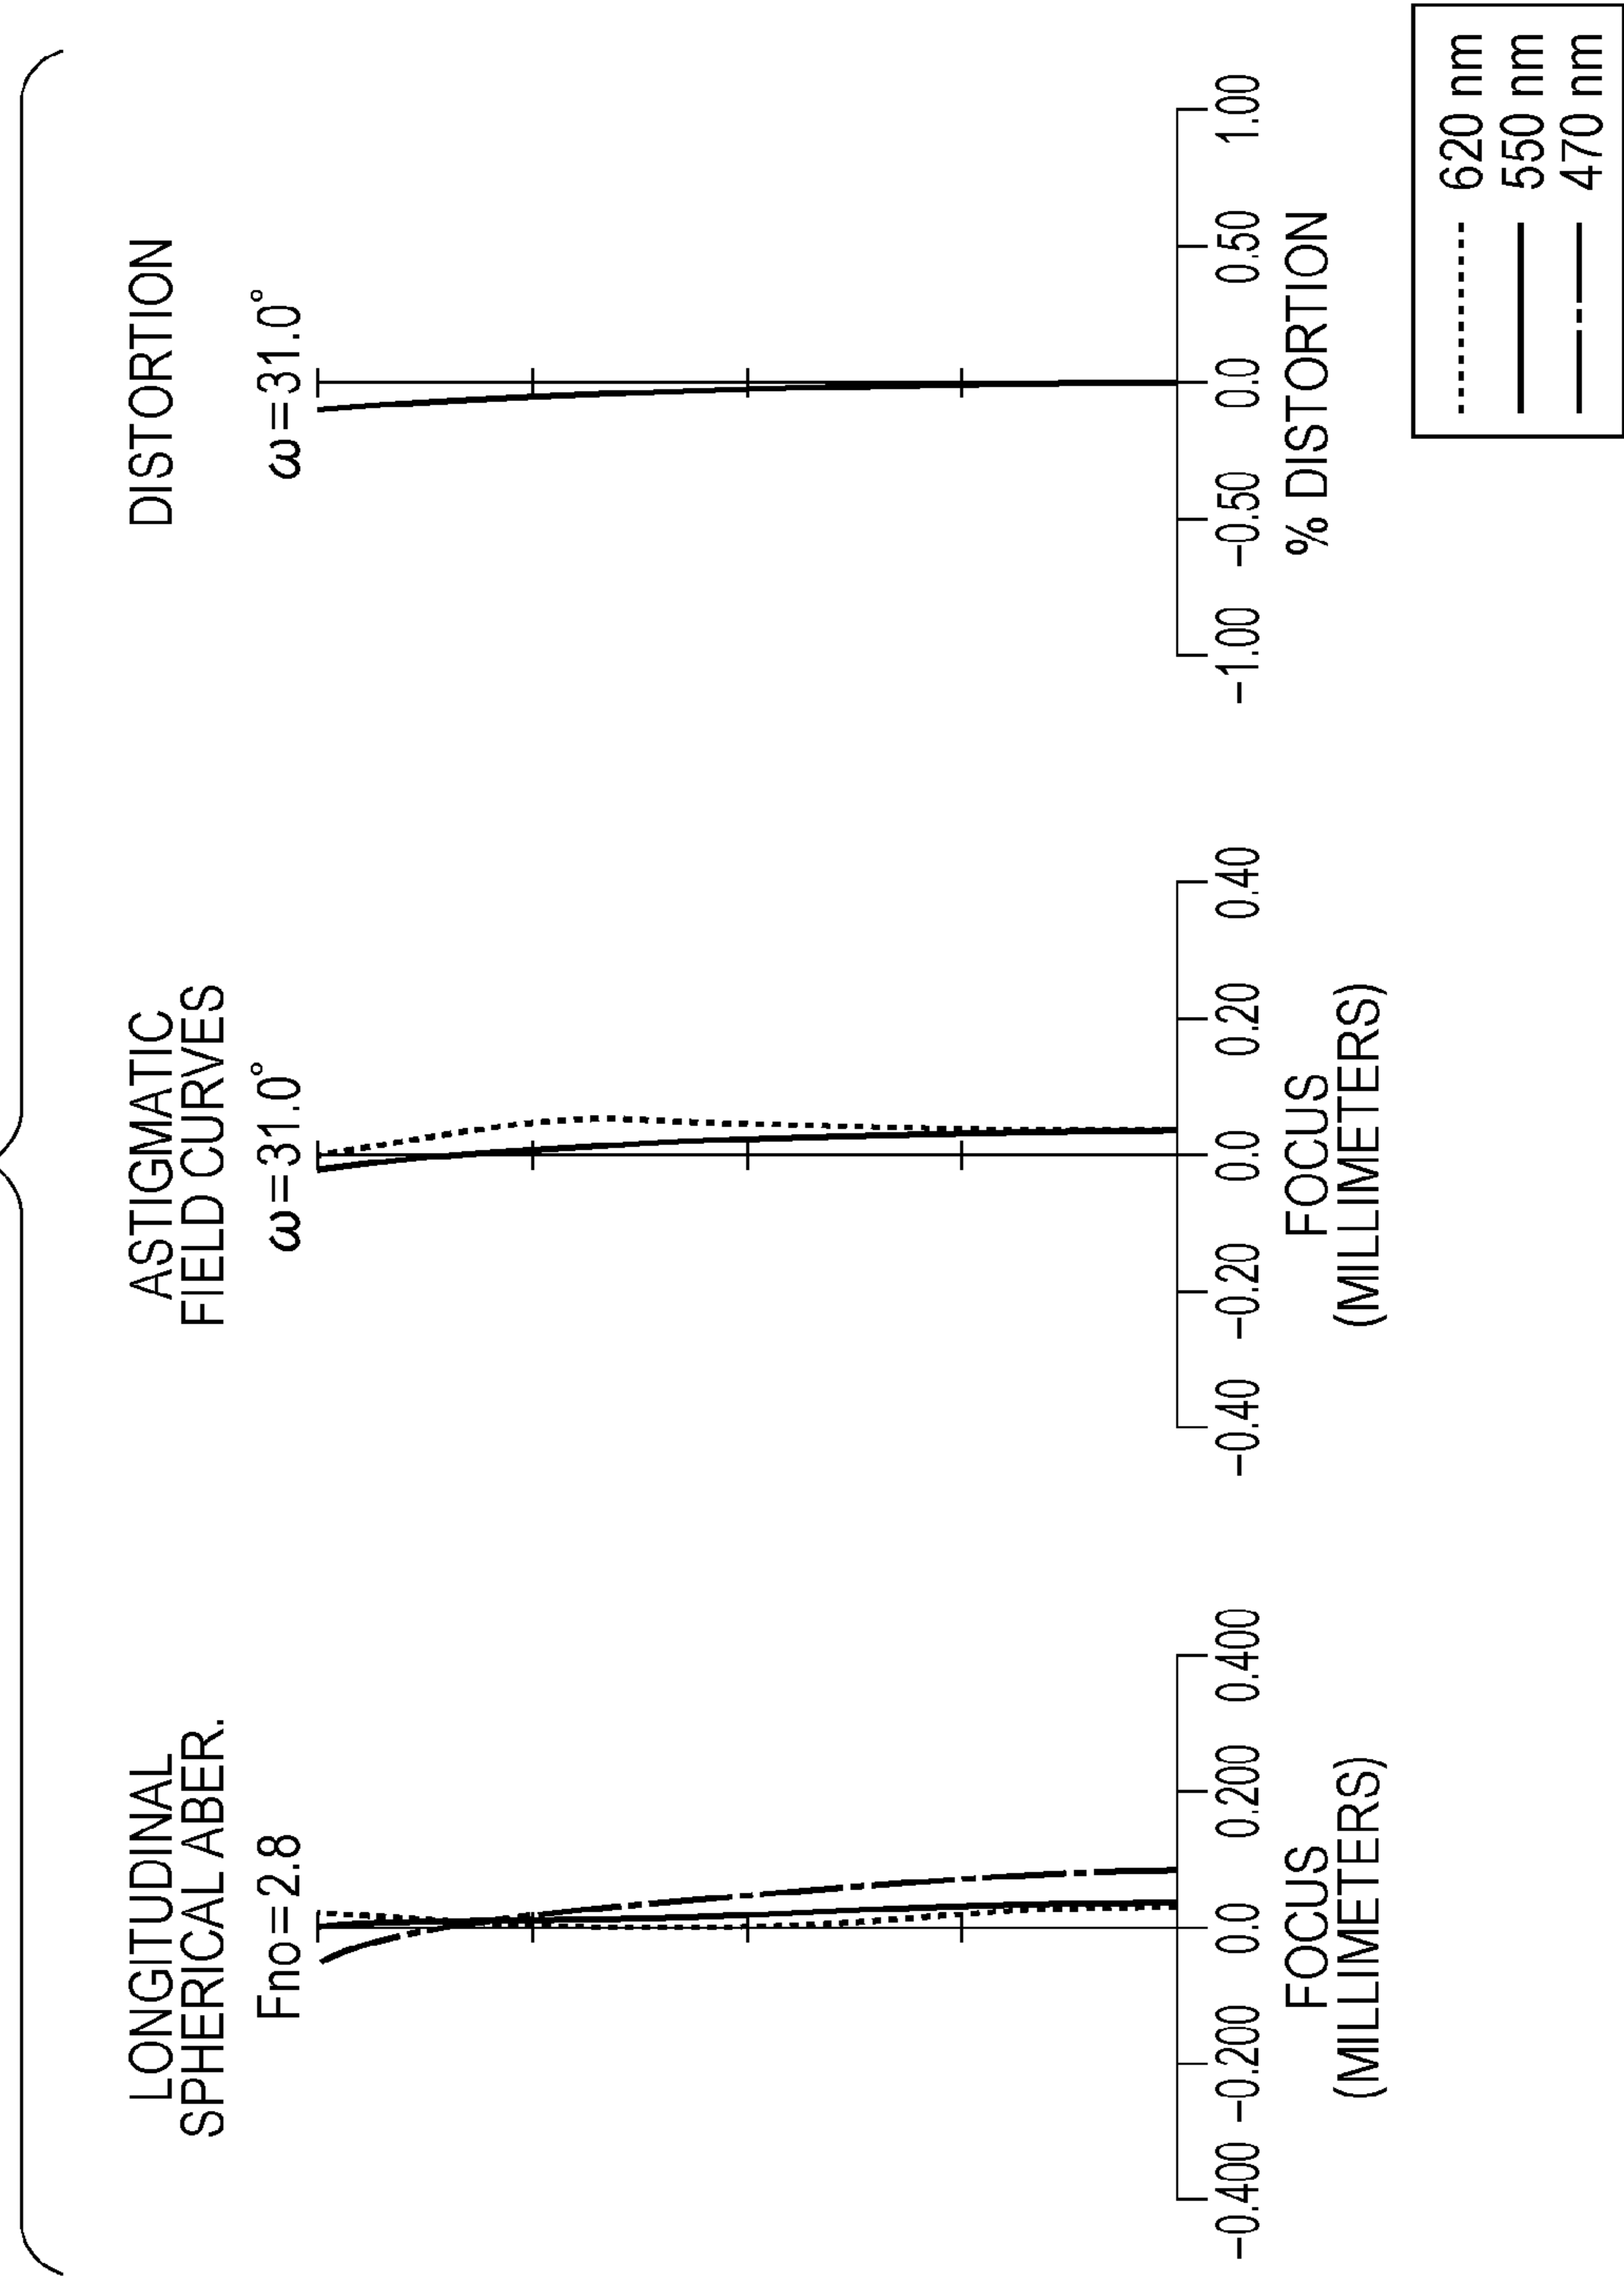 LONGITUDINAL
SPHERICAL ABER.
Fno=2.8
-0.400 -0.200 0.0 0.200 0.400
FOCUS
(MILLIMETERS)
ASTIGMATIC
FIELD CURVES
ω=31.0°
-0.40 -0.20 0.0 0.20 0.40
FOCUS
(MILLIMETERS)
DISTORTION
ω=31.0°
-1.00 -0.50 0.0 0.50 1.00
% DISTORTION
620 nm
550 nm
470 nm